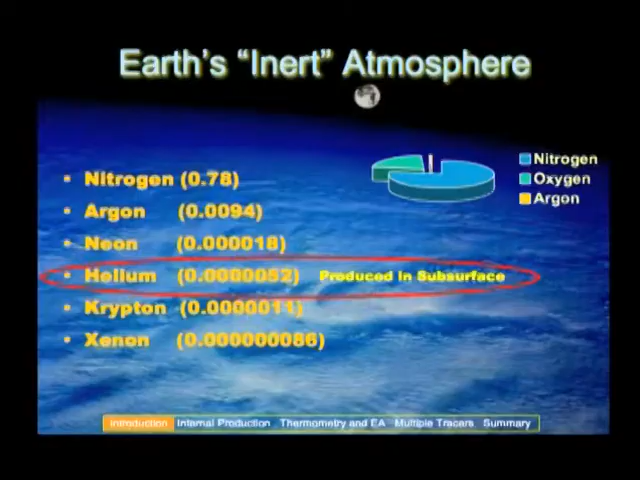 Earth's "Inert" Atmosphere
Nitrogen
Oxygen
Argon
• Nitrogen (0.78)
• Argon (0.0094)
• Neon (0.000018)
• Helium (0.0000052) Produced In Subsurface
• Krypton (0.0000011)
• Xenon (0.000000086)
Introduction Internal Production Thermometry and EA Multiple Tracers Summary